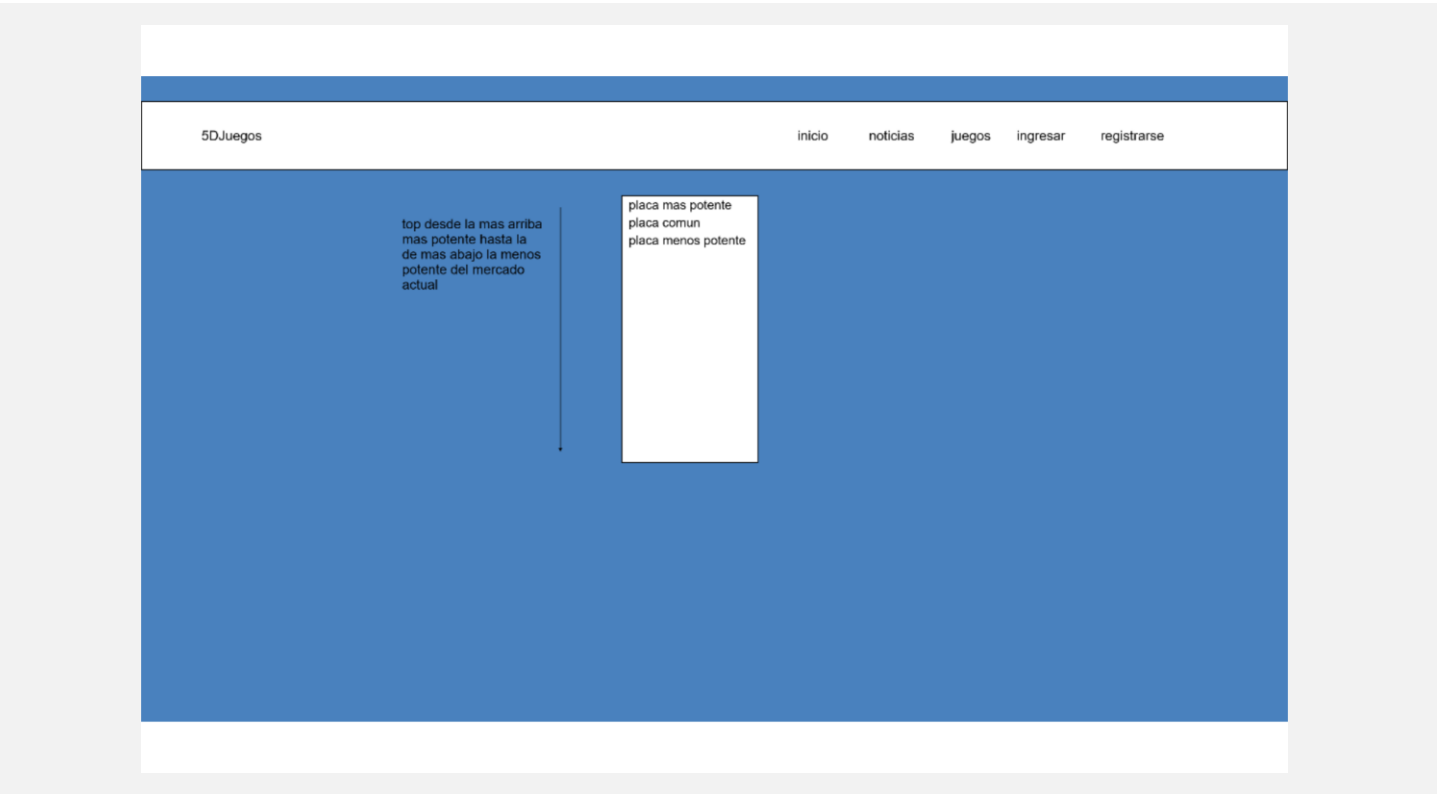 5DJuegos inicio noticias juegos ingresar registrarse
top desde la mas arriba
mas potente hasta la
de mas abajo la menos
potente del mercado
actual
placa mas potente
placa comun
placa menos potente